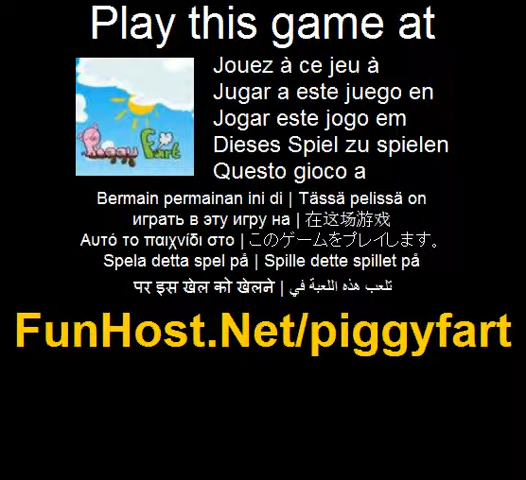 Play this game at
Jouez à ce jeu à
Jugar a este juego en
Jogar este jogo em
Dieses Spiel zu spielen
Questo gioco a
Piggy Fart
Bermain permainan ini di | Tässä pelissä on
играть в эту игру на | 在这场游戏
Αυτό το παιχνίδι στο | このゲームをプレイします。
Spela detta spel på | Spille dette spillet på
पर इस खेल को खेलने | تلعب هذه اللعبة في
FunHost.Net/piggyfart